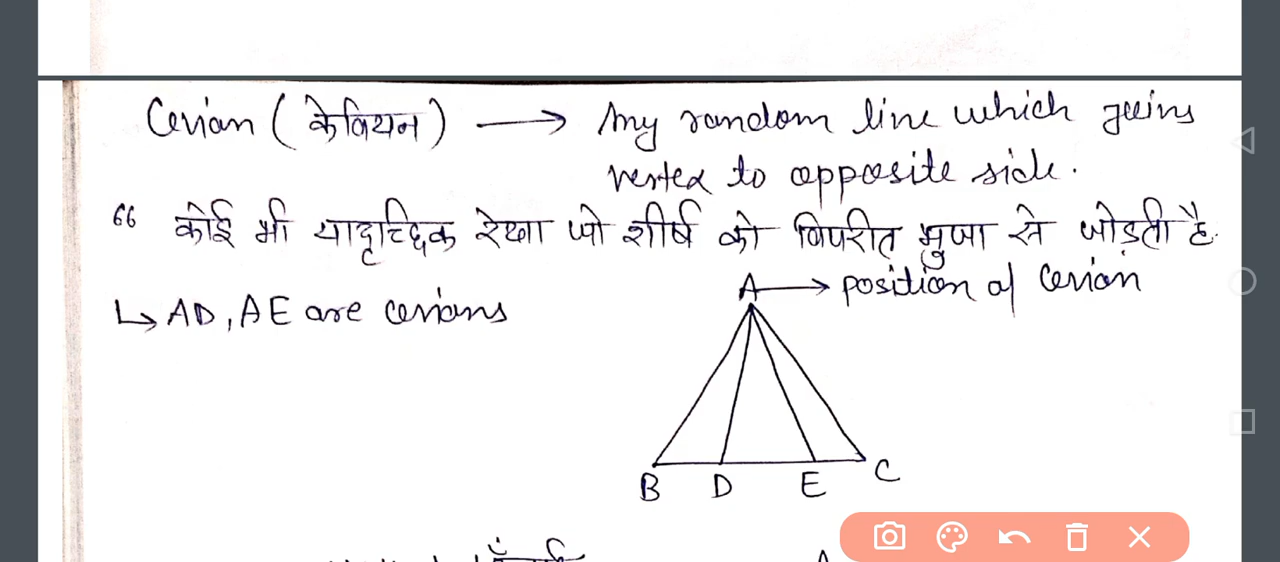 Cevian (केवियन) → Any random line which joins
vertex to opposite side.
66 कोई भी यादृच्छिक रेखा जो शीर्ष को विपरीत भुजा से जोड़ती है.
A → position of Cevian
↳ AD, AE are cevians
B D E C